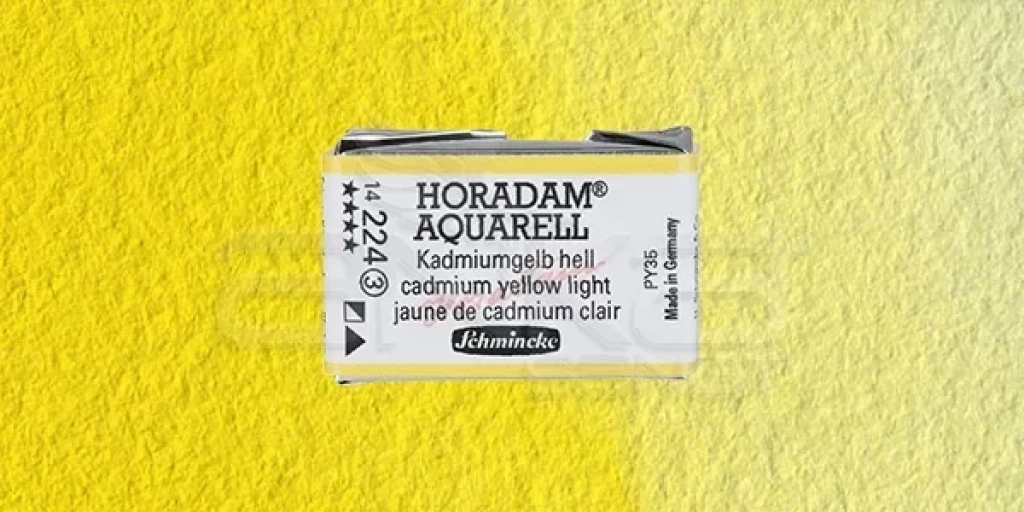 HORADAM®
AQUARELL
Kadmiumgelb hell
cadmium yellow light
jaune de cadmium clair
Schmincke
14 224 3
★★★★
PY35
Made in Germany